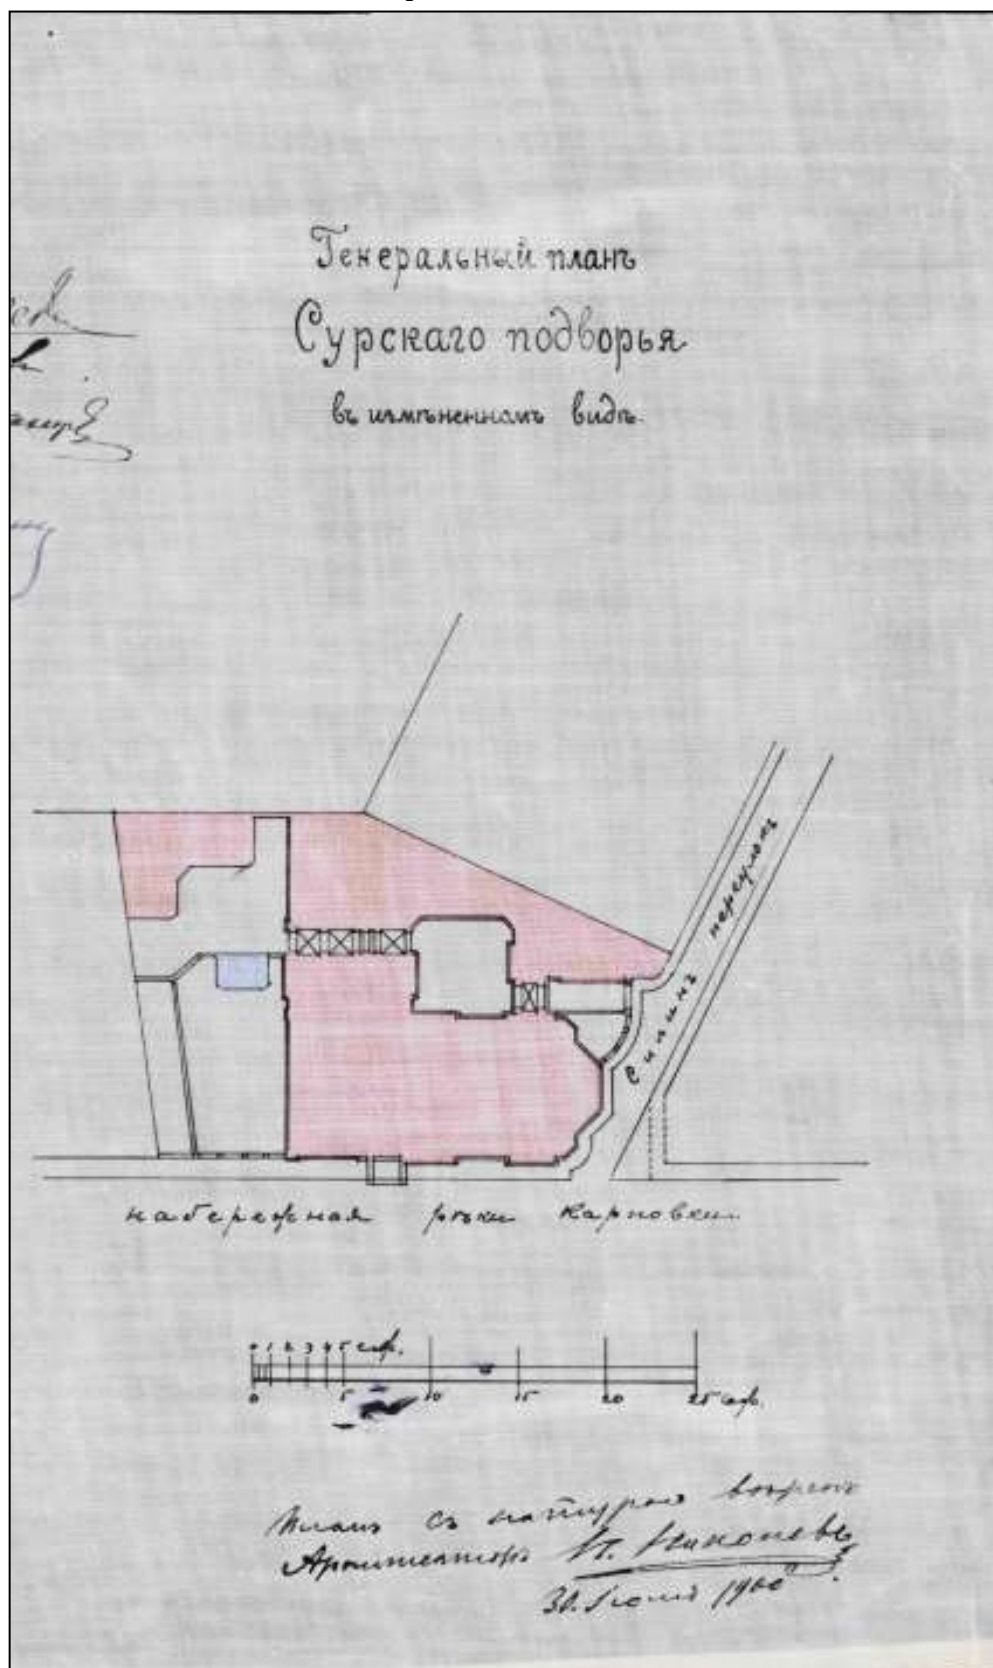 Генеральный планъ
Сурскаго подворья
въ измѣненномъ видѣ.
Силинъ переулокъ
набережная рѣки Карповки
0 1 2 3 4 5 саж.
0 5 10 15 20 25 саж.
Планъ съ натурою вѣренъ
Архитекторъ Н. Никоновъ
30. 1900